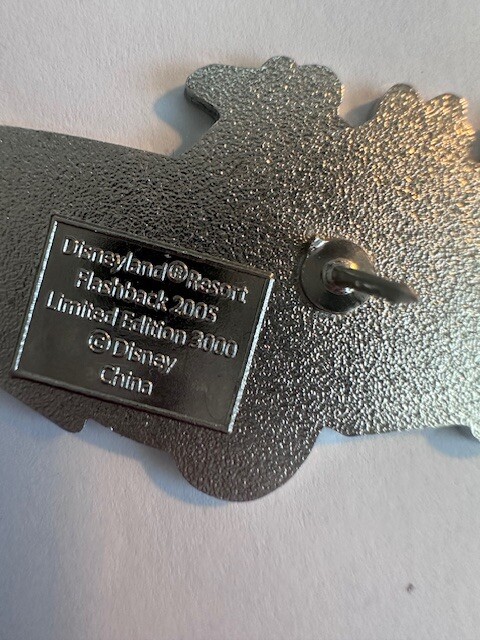 Disneyland®Resort
Flashback 2005
Limited Edition 3000
©Disney
China